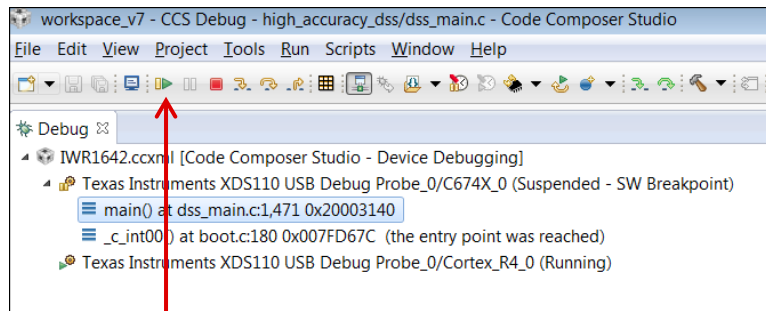 workspace_v7 - CCS Debug - high_accuracy_dss/dss_main.c - Code Composer Studio
File Edit View Project Tools Run Scripts Window Help
Debug
IWR1642.ccxml [Code Composer Studio - Device Debugging]
Texas Instruments XDS110 USB Debug Probe_0/C674X_0 (Suspended - SW Breakpoint)
main() at dss_main.c:1,471 0x20003140
_c_int00() at boot.c:180 0x007FD67C (the entry point was reached)
Texas Instruments XDS110 USB Debug Probe_0/Cortex_R4_0 (Running)